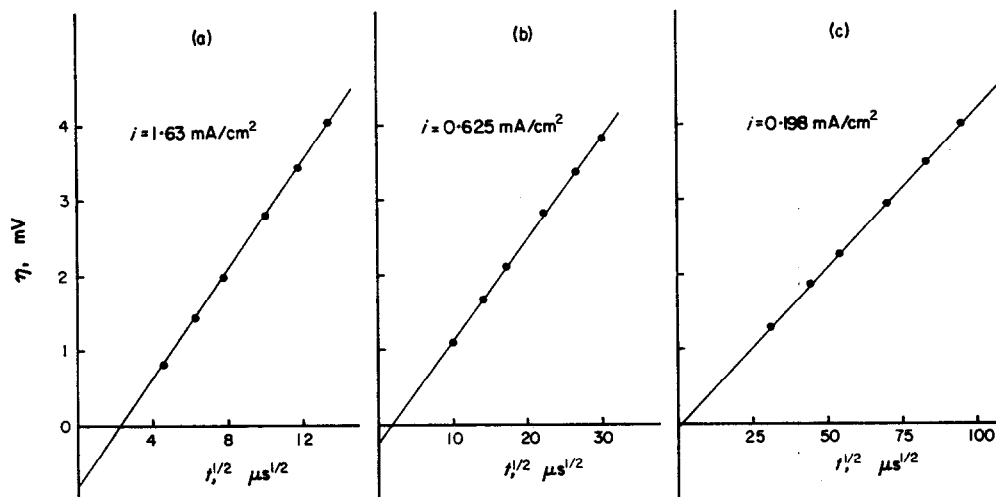 (a)
i = 1·63 mA/cm²
4
3
2
1
0
η, mV
4 8 12
t,^1/2 μs^1/2
(b)
i = 0·625 mA/cm²
10 20 30
t,^1/2 μs^1/2
(c)
i = 0·198 mA/cm²
25 50 75 100
t,^1/2 μs^1/2